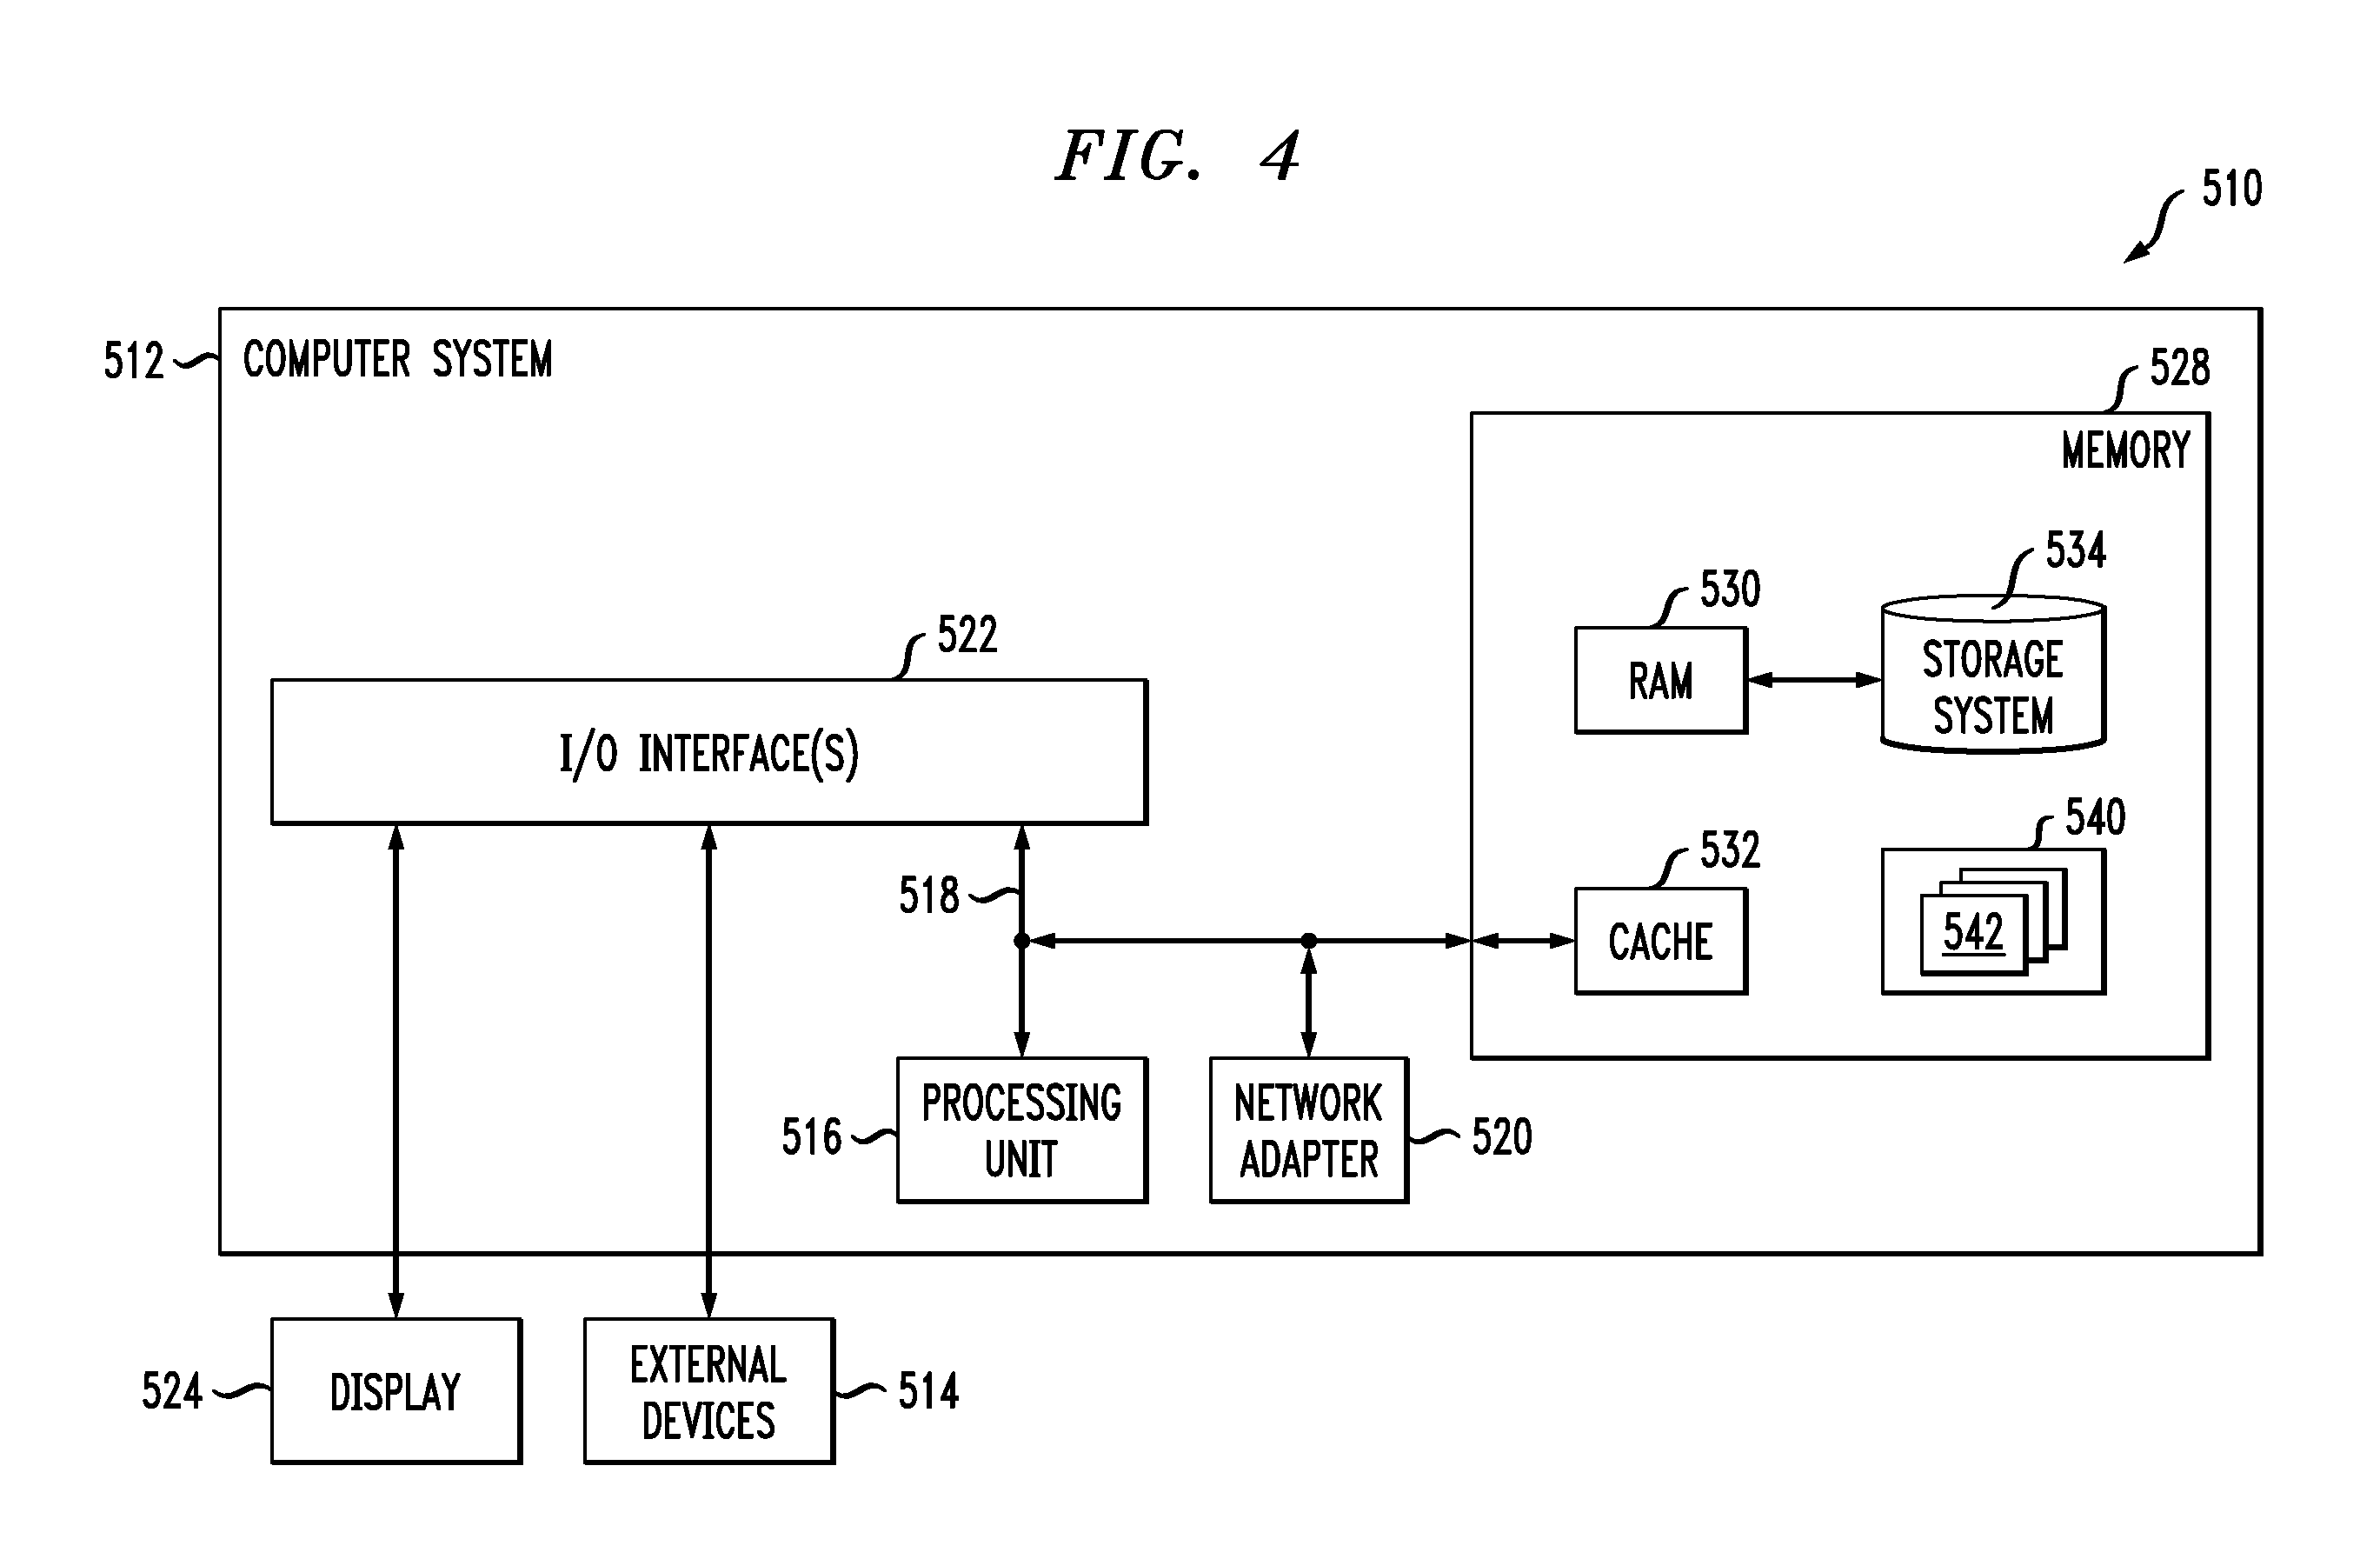 FIG. 4
510
512
COMPUTER SYSTEM
528
MEMORY
534
530
STORAGE
SYSTEM
RAM
522
I/O INTERFACE(S)
540
532
518
542
CACHE
PROCESSING
UNIT
516
NETWORK
ADAPTER
520
524
DISPLAY
EXTERNAL
DEVICES
514